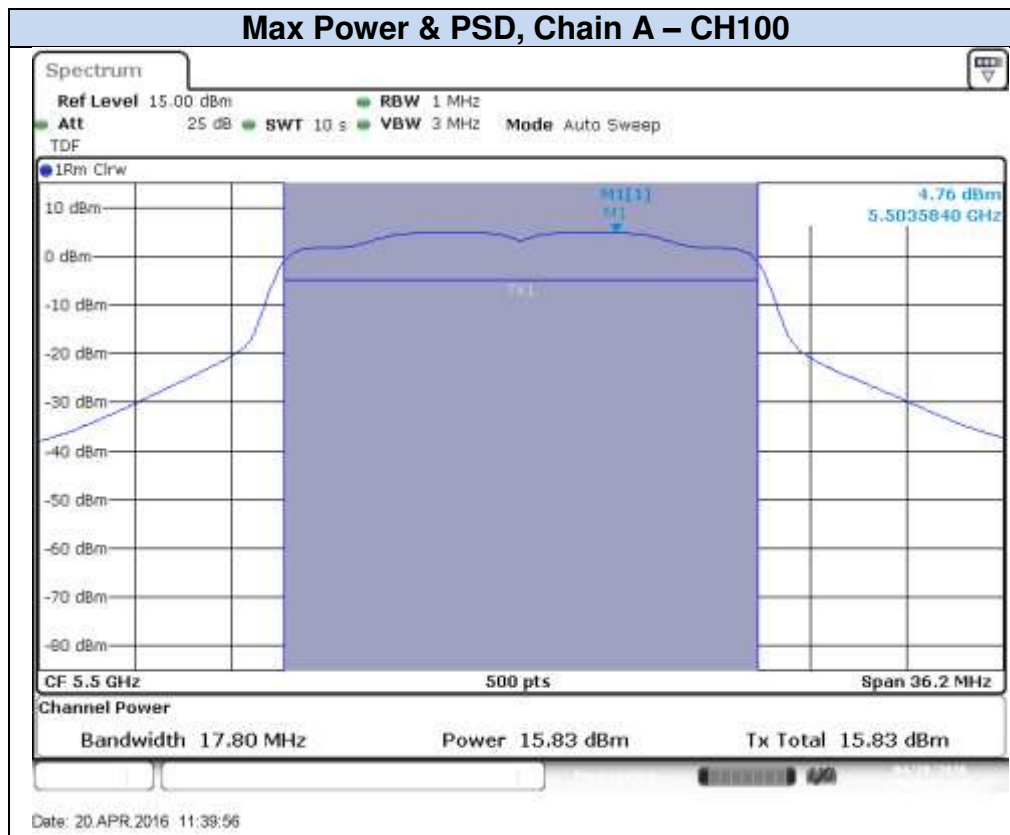 Max Power & PSD, Chain A – CH100
Spectrum
Ref Level 15.00 dBm RBW 1 MHz
Att 25 dB SWT 10 s VBW 3 MHz Mode Auto Sweep
TDF
1Rm Clrw
M1[1] 4.76 dBm
5.5035840 GHz
M1
10 dBm
0 dBm
Tx1
-10 dBm
-20 dBm
-30 dBm
-40 dBm
-50 dBm
-60 dBm
-70 dBm
-80 dBm
CF 5.5 GHz 500 pts Span 36.2 MHz
Channel Power
Bandwidth 17.80 MHz Power 15.83 dBm Tx Total 15.83 dBm
Date: 20.APR.2016 11:39:56